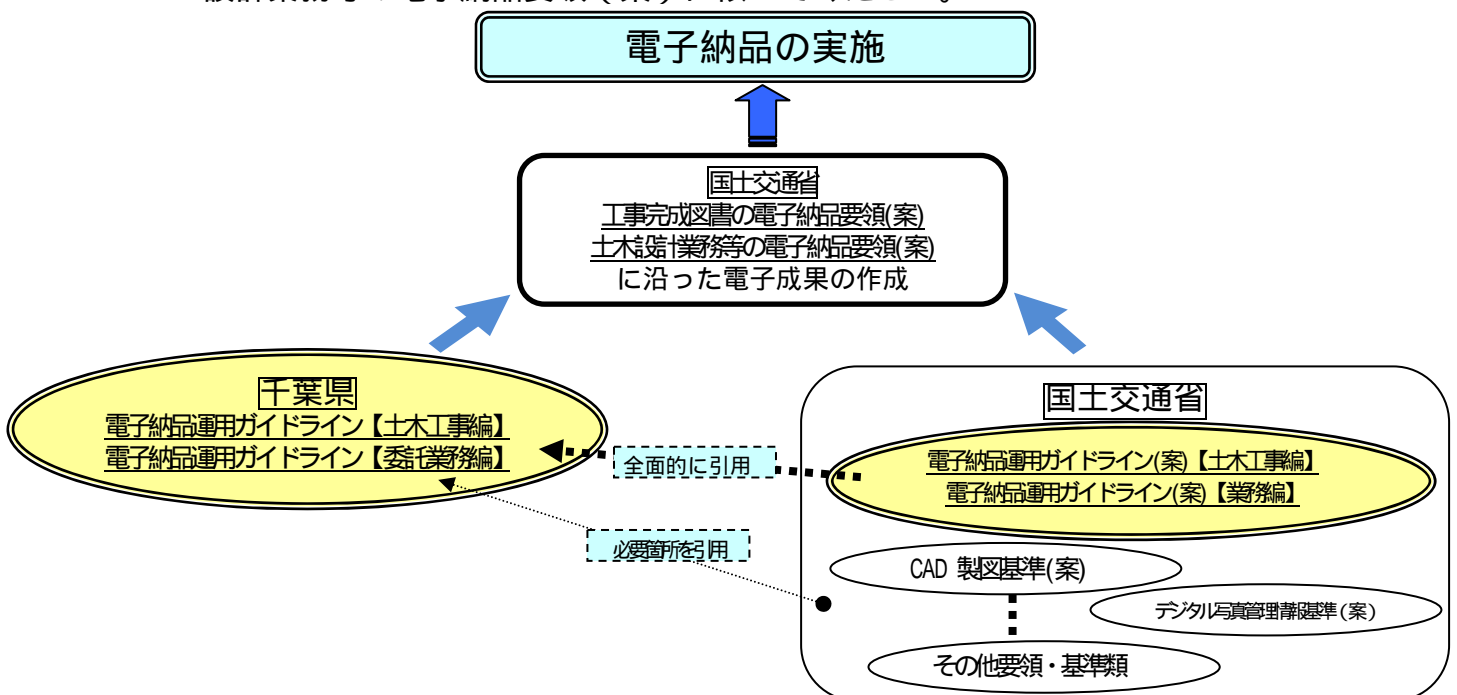 電子納品の実施
国土交通省
工事完成図書の電子納品要領(案)
土木設計業務等の電子納品要領(案)
に沿った電子成果の作成
千葉県
電子納品運用ガイドライン【土木工事編】
電子納品運用ガイドライン【委託業務編】
全面的に引用
必要箇所を引用
国土交通省
電子納品運用ガイドライン(案)【土木工事編】
電子納品運用ガイドライン(案)【業務編】
CAD 製図基準(案)
デジタル写真管理情報基準(案)
その他要領・基準類